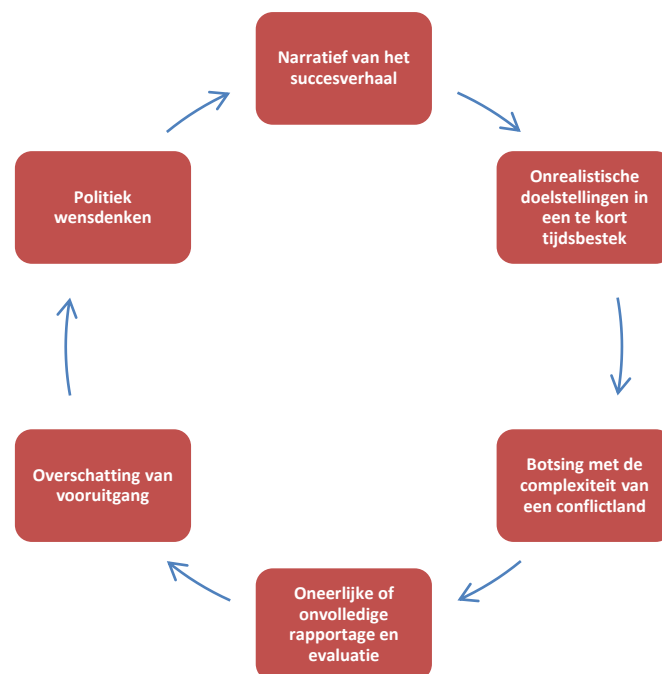 Narratief van het
succesverhaal
Onrealistische
doelstellingen in
een te kort
tijdsbestek
Botsing met de
complexiteit van
een conflictland
Oneerlijke of
onvolledige
rapportage en
evaluatie
Overschatting van
vooruitgang
Politiek
wensdenken